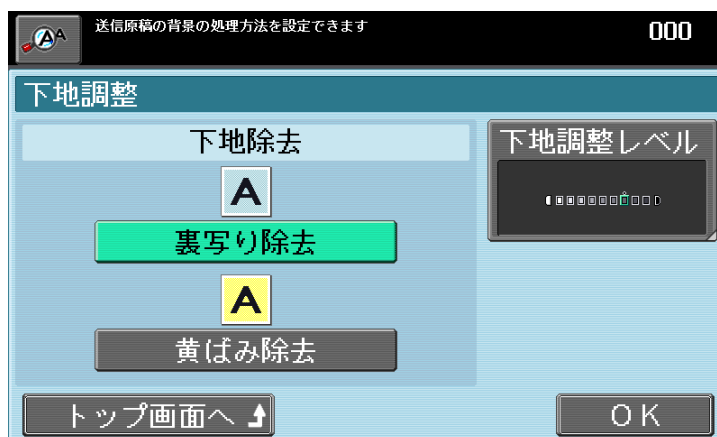 送信原稿の背景の処理方法を設定できます
000
下地調整
下地除去
下地調整レベル
A
裏写り除去
A
黄ばみ除去
トップ画面へ
OK